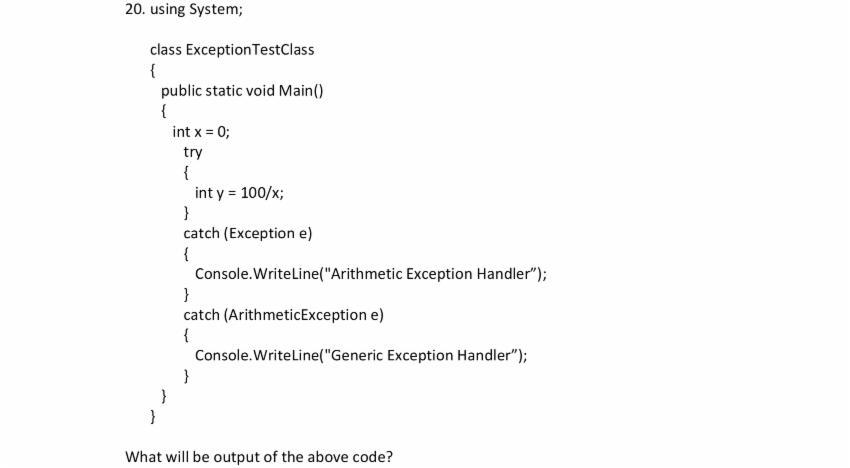 20. using System;
class ExceptionTestClass
{
public static void Main()
{
int x = 0;
try
{
int y = 100/x;
}
catch (Exception e)
{
Console.WriteLine("Arithmetic Exception Handler”);
}
catch (ArithmeticException e)
{
Console.WriteLine("Generic Exception Handler”);
}
}
}
What will be output of the above code?